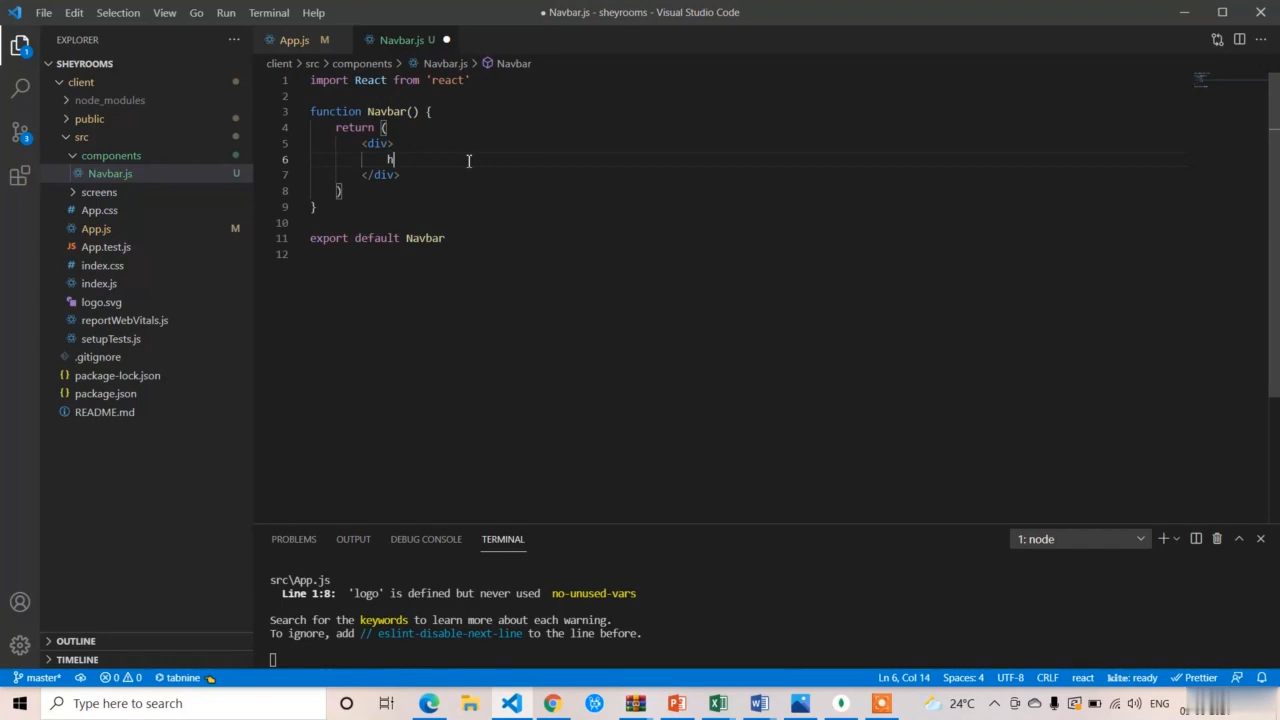 File Edit Selection View Go Run Terminal Help
● Navbar.js - sheyrooms - Visual Studio Code
EXPLORER
App.js M
Navbar.js U
client > src > components > Navbar.js > Navbar
SHEYROOMS
client
node_modules
public
src
components
Navbar.js U
screens
App.css
App.js M
App.test.js
index.css
index.js
logo.svg
reportWebVitals.js
setupTests.js
.gitignore
package-lock.json
package.json
README.md
OUTLINE
TIMELINE
1 import React from 'react'
2
3 function Navbar() {
4 return (
5 <div>
6 h
7 </div>
8 )
9 }
10
11 export default Navbar
12
PROBLEMS OUTPUT DEBUG CONSOLE TERMINAL
1: node
src\App.js
Line 1:8: 'logo' is defined but never used no-unused-vars
Search for the keywords to learn more about each warning.
To ignore, add // eslint-disable-next-line to the line before.
1
3
master* 0 0 tabnine
Ln 6, Col 14 Spaces: 4 UTF-8 CRLF react kite: ready Prettier
Type here to search
24°C
ENG